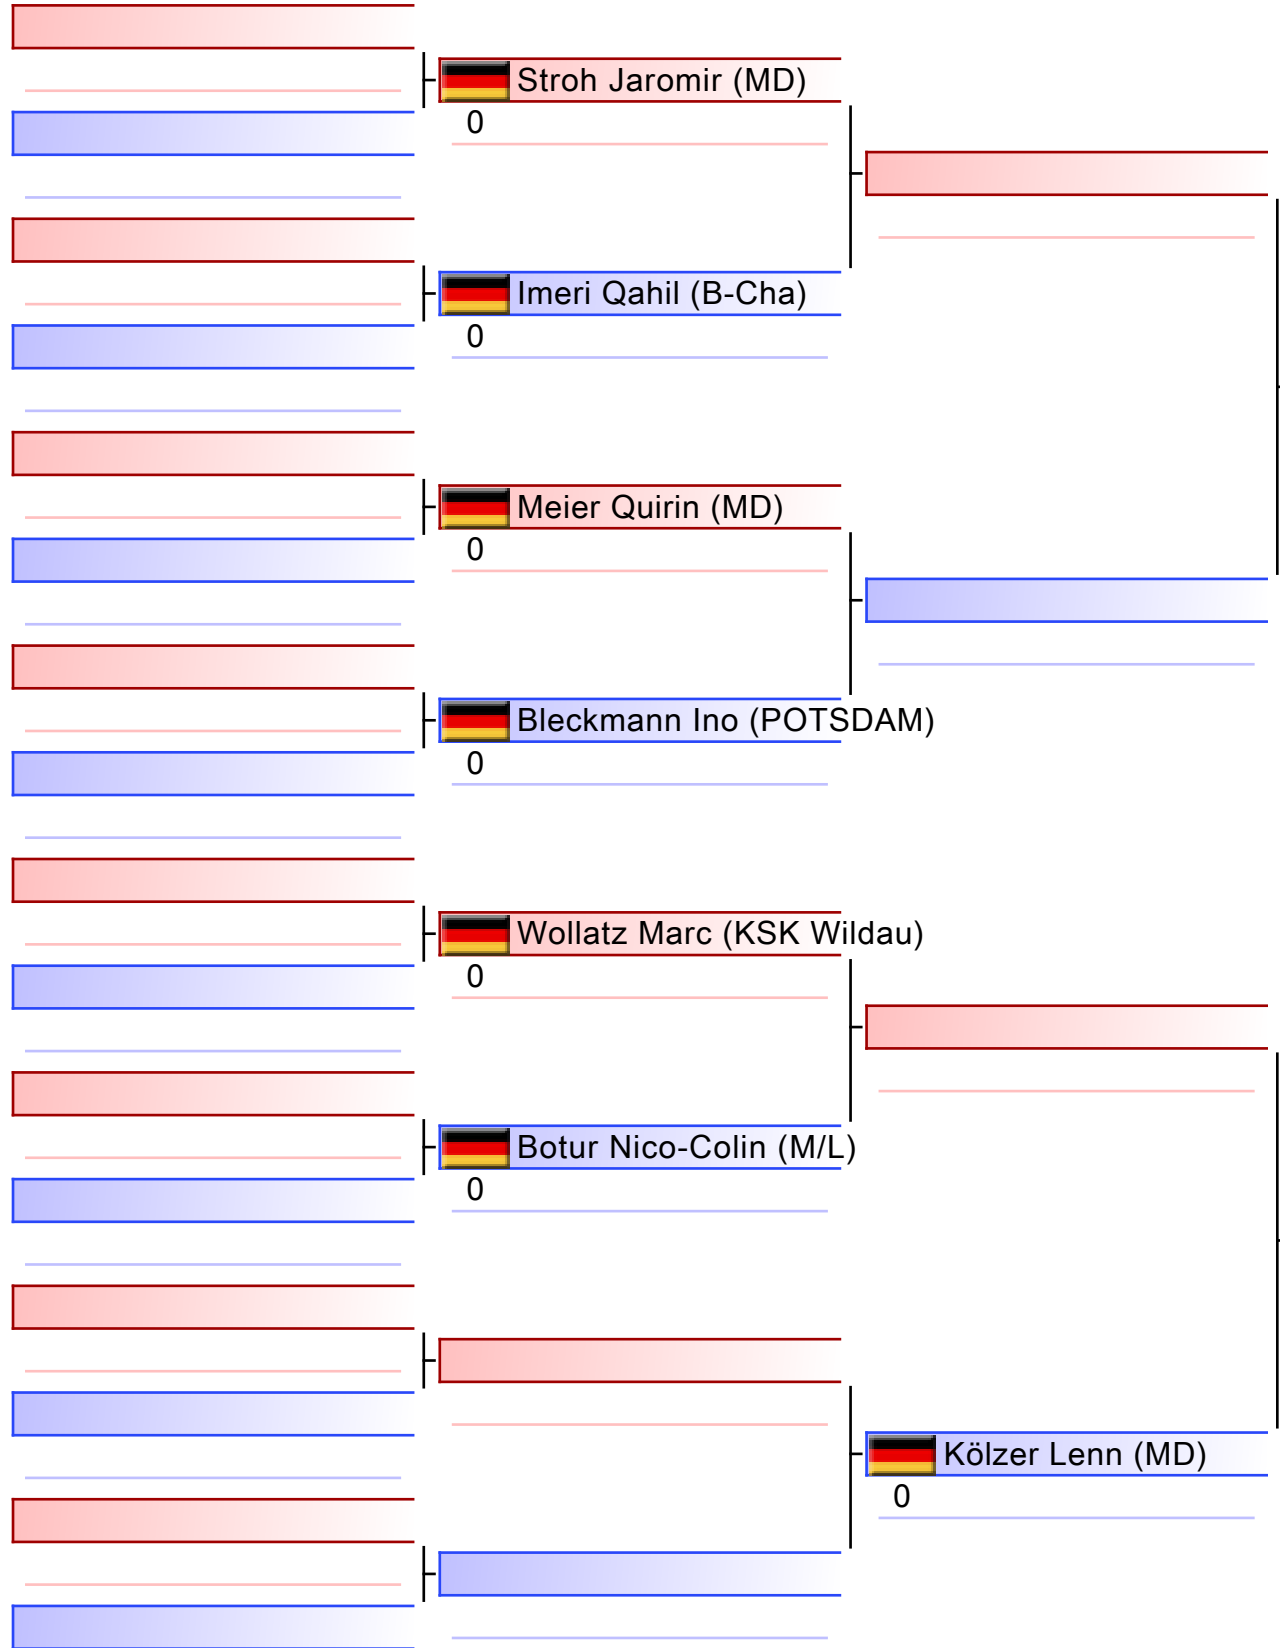 Stroh Jaromir (MD)
0
Imeri Qahil (B-Cha)
0
Meier Quirin (MD)
0
Bleckmann Ino (POTSDAM)
0
Wollatz Marc (KSK Wildau)
0
Botur Nico-Colin (M/L)
0
Kölzer Lenn (MD)
0